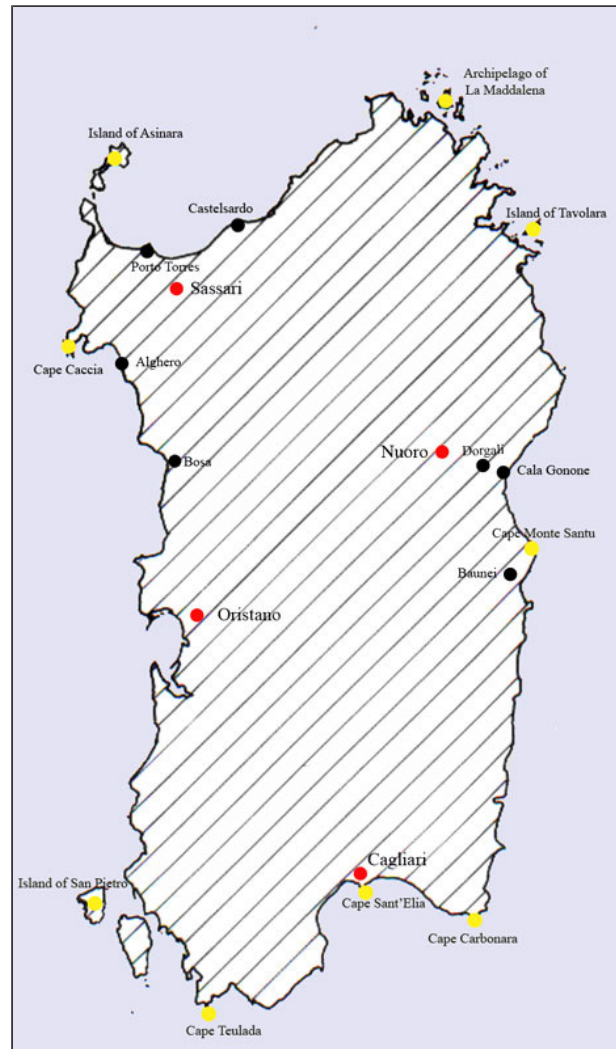 Archipelago of
La Maddalena
Island of Asinara
Castelsardo
Island of Tavolara
Porto Torres
Sassari
Cape Caccia
Alghero
Nuoro
Dorgali
Bosa
Cala Gonone
Cape Monte Santu
Baunei
Oristano
Cagliari
Island of San Pietro
Cape Sant'Elia
Cape Carbonara
Cape Teulada